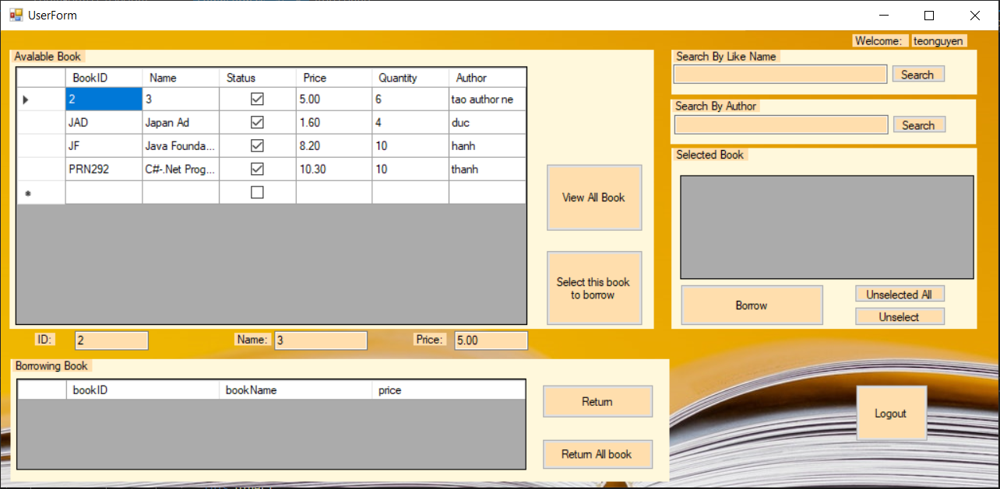 UserForm
Welcome: teonguyen
Avalable Book
BookID Name Status Price Quantity Author
2 3 5.00 6 tao author ne
JAD Japan Ad 1.60 4 duc
JF Java Founda... 8.20 10 hanh
PRN292 C#-.Net Prog... 10.30 10 thanh
View All Book
Select this book
to borrow
ID: 2 Name: 3 Price: 5.00
Search By Like Name
Search
Search By Author
Search
Selected Book
Borrow
Unselected All
Unselect
Borrowing Book
bookID bookName price
Return
Return All book
Logout